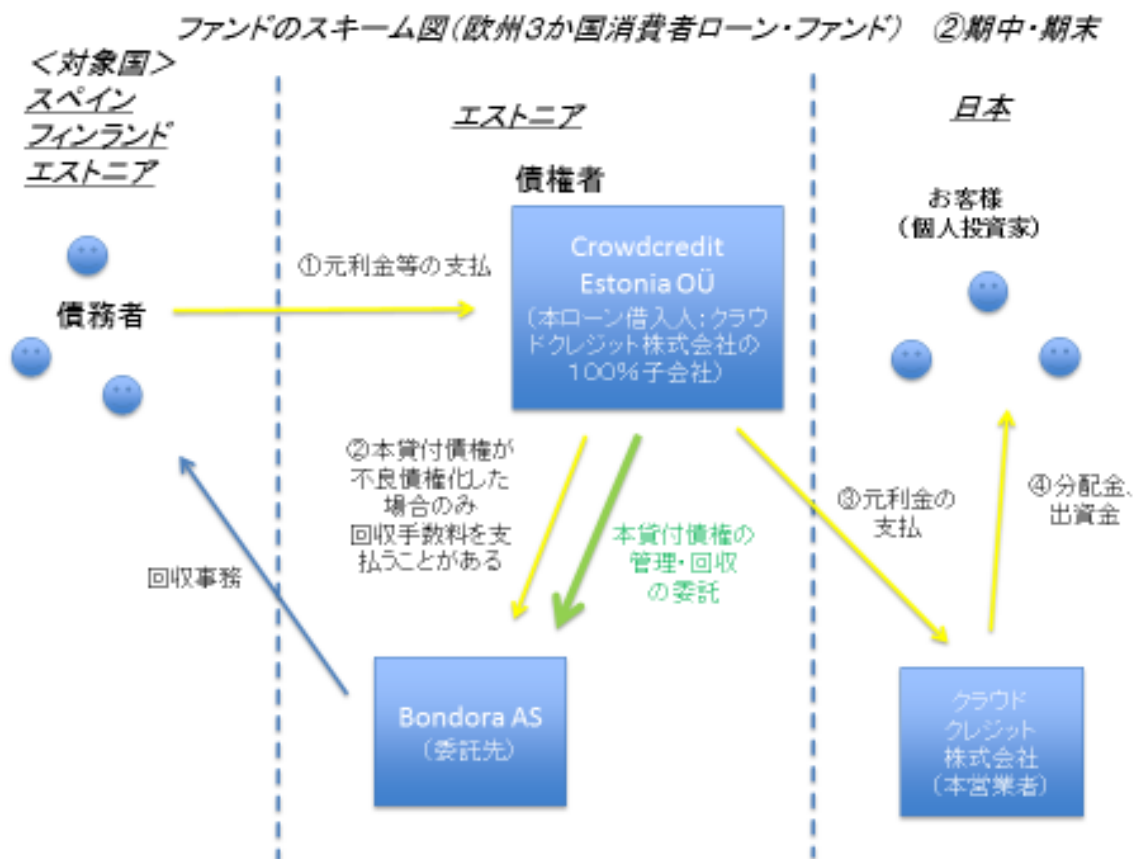 ファンドのスキーム図(欧州3か国消費者ローン・ファンド) ②期中・期末
<対象国>
スペイン
フィンランド
エストニア
エストニア
日本
債権者
お客様
(個人投資家)
Crowdcredit
Estonia OÜ
(本ローン借入人:クラウ
ドクレジット株式会社の
100%子会社)
①元利金等の支払
債務者
②本貸付債権が
不良債権化した
場合のみ
回収手数料を支
払うことがある
本貸付債権の
管理・回収
の委託
③元利金の
支払
④分配金、
出資金
回収事務
Bondora AS
(委託先)
クラウド
クレジット
株式会社
(本営業者)